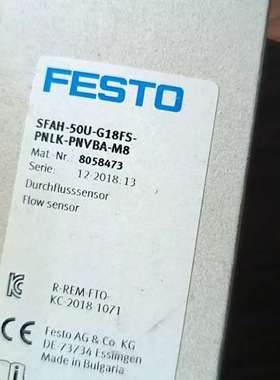 FESTO
SFAH-50U-G18FS-
PNLK-PNVBA-M8
Mat.-Nr. 8058473
Serie: 12.2018.13
Durchflusssensor
Flow sensor
R-REM-FTO-
KC-2018-1071
CE Festo AG & Co. KG
DE-73734 Esslingen
Made in Bulgaria